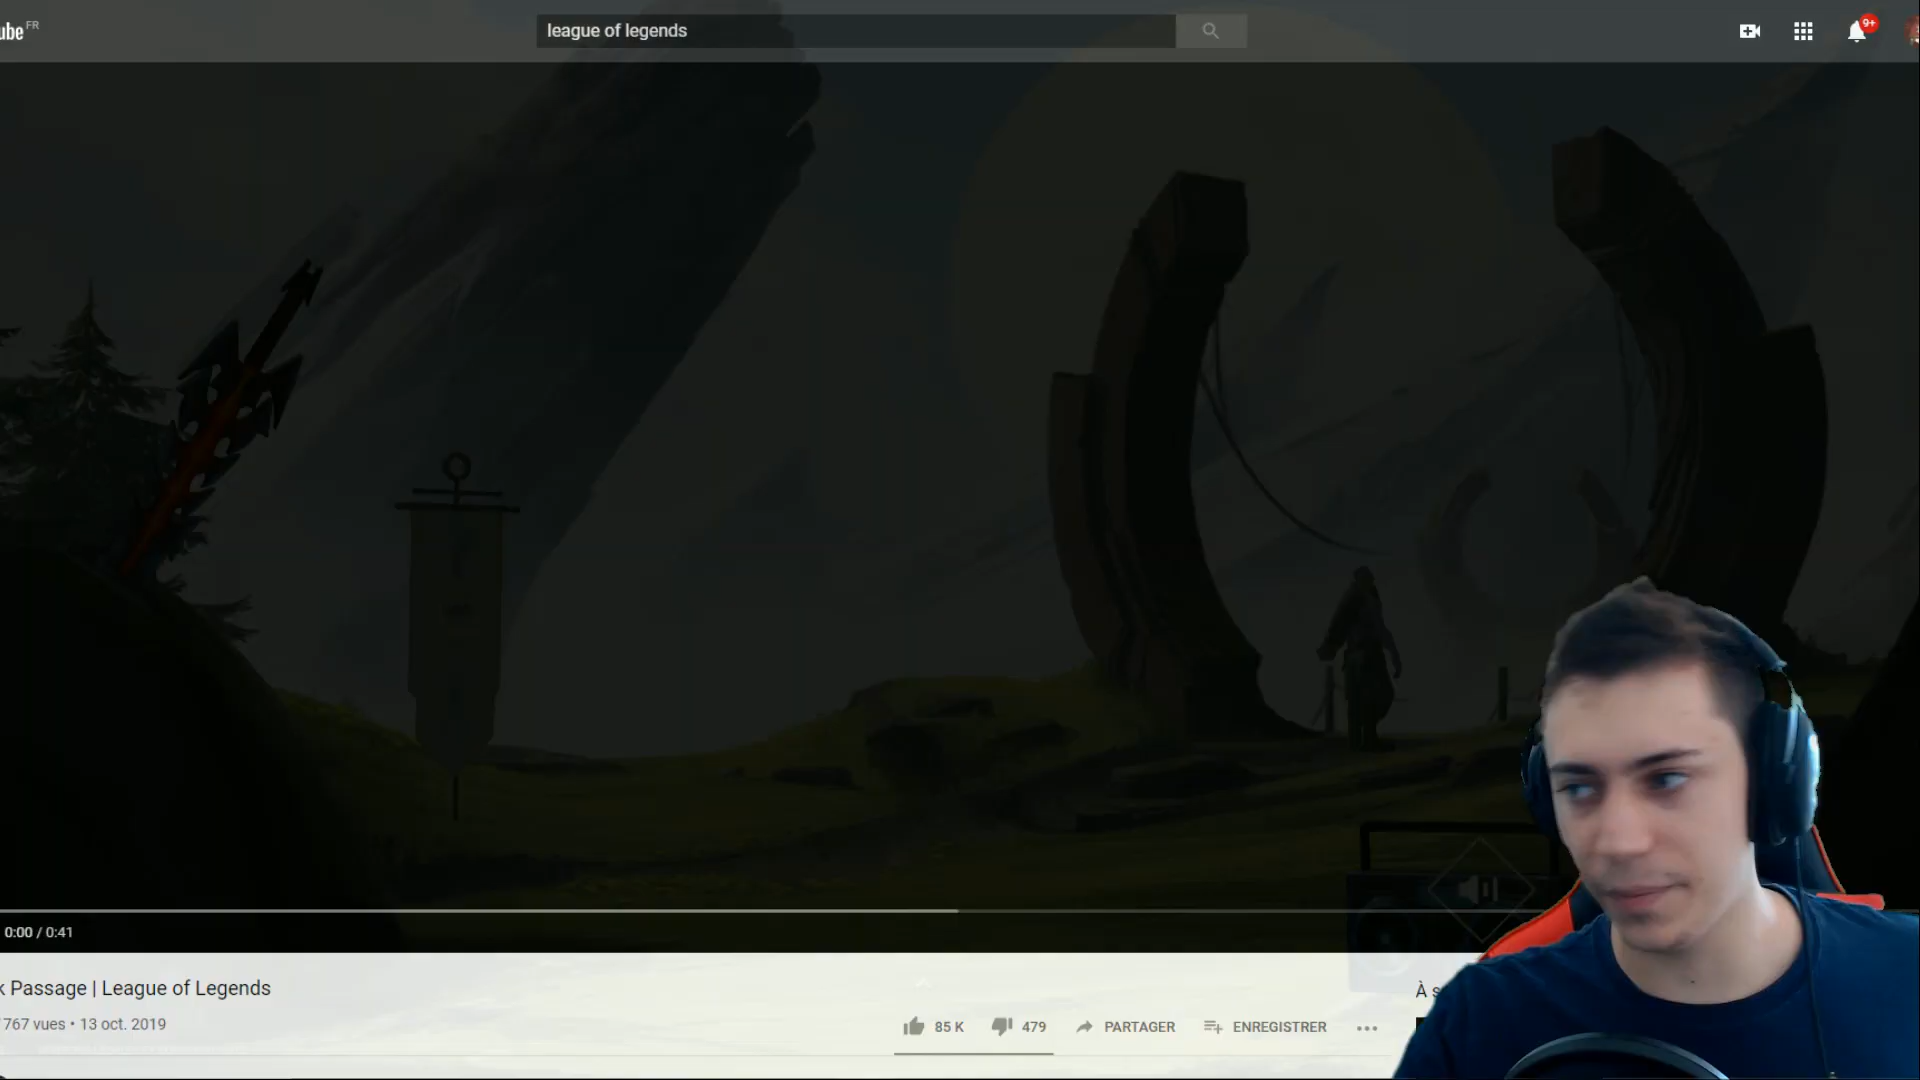 ube FR
league of legends
9+
0:00 / 0:41
k Passage | League of Legends
767 vues • 13 oct. 2019
85 K
479
PARTAGER
ENREGISTRER
À s